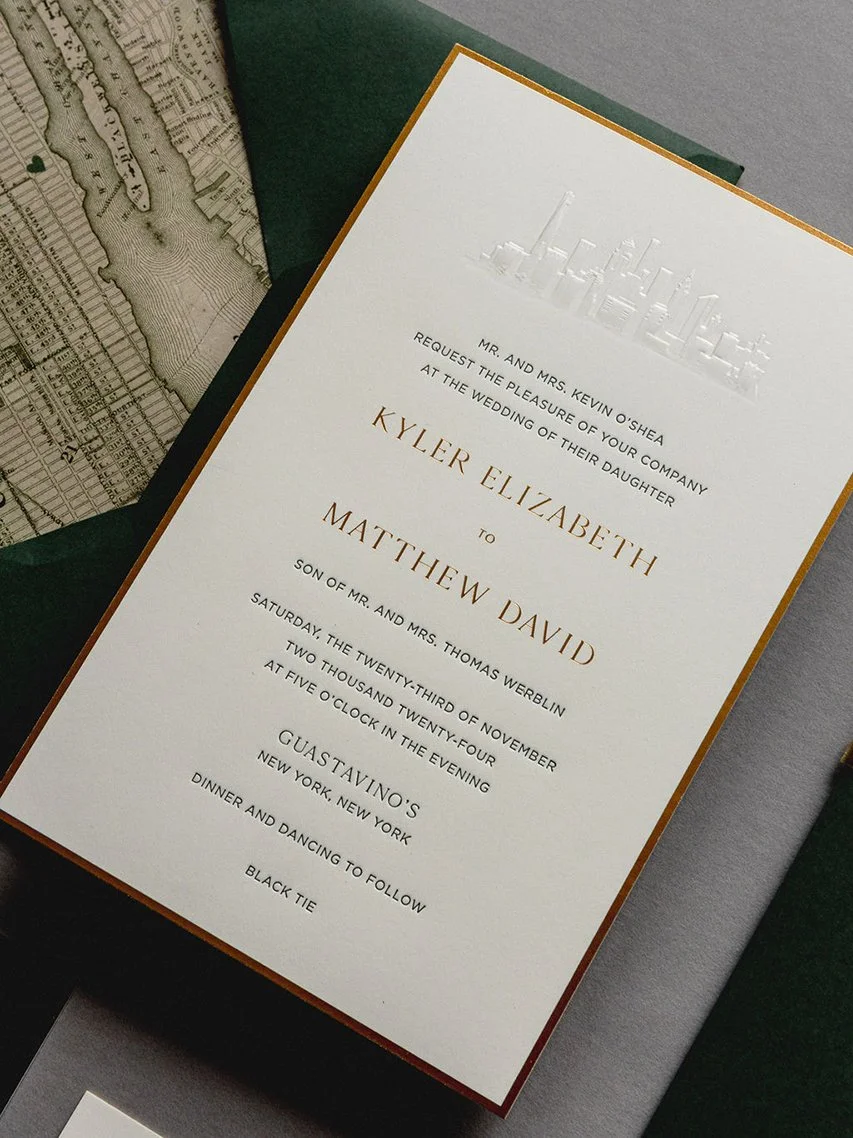 MR. AND MRS. KEVIN O'SHEA
REQUEST THE PLEASURE OF YOUR COMPANY
AT THE WEDDING OF THEIR DAUGHTER
KYLER ELIZABETH
TO
MATTHEW DAVID
SON OF MR. AND MRS. THOMAS WERBLIN
SATURDAY, THE TWENTY-THIRD OF NOVEMBER
TWO THOUSAND TWENTY-FOUR
AT FIVE O'CLOCK IN THE EVENING
GUASTAVINO'S
NEW YORK, NEW YORK
DINNER AND DANCING TO FOLLOW
BLACK TIE
21